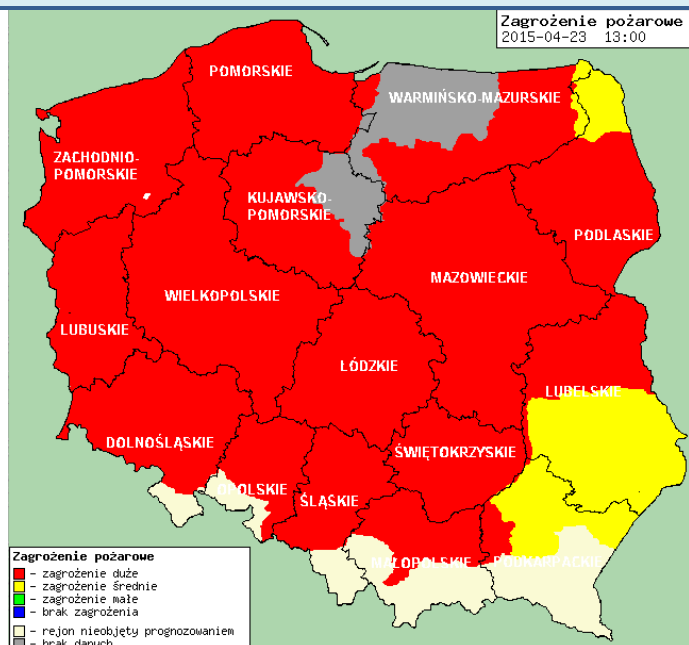 Zagrożenie pożarowe
2015-04-23 13:00
POMORSKIE
WARMIŃSKO-MAZURSKIE
ZACHODNIO-
POMORSKIE
KUJAWSKO-
POMORSKIE
PODLASKIE
MAZOWIECKIE
WIELKOPOLSKIE
LUBUSKIE
ŁÓDZKIE
LUBELSKIE
DOLNOŚLĄSKIE
ŚWIĘTOKRZYSKIE
OPOLSKIE
ŚLĄSKIE
MAŁOPOLSKIE
PODKARPACKIE
Zagrożenie pożarowe
- zagrożenie duże
- zagrożenie średnie
- zagrożenie małe
- brak zagrożenia
- rejon nieobjęty prognozowaniem
- brak danych